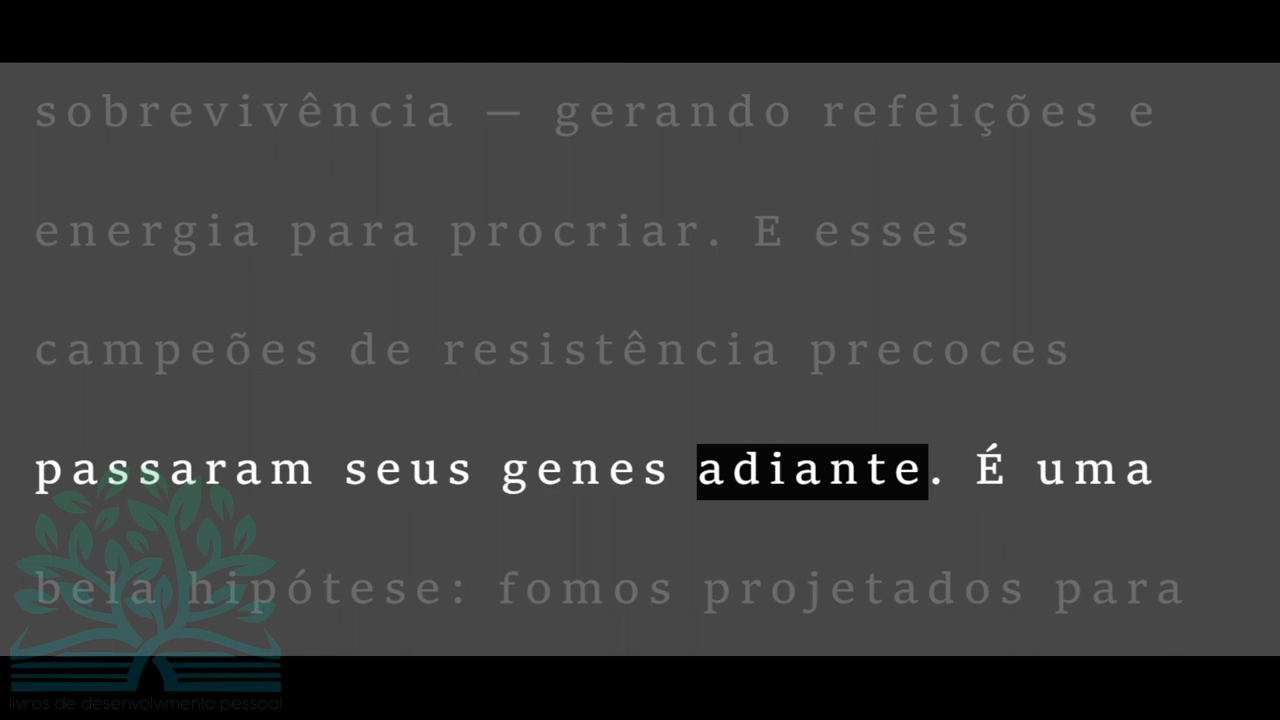 sobrevivência — gerando refeições e
energia para procriar. E esses
campeões de resistência precoces
passaram seus genes adiante. É uma
bela hipótese: fomos projetados para
livros de desenvolvimento pessoal